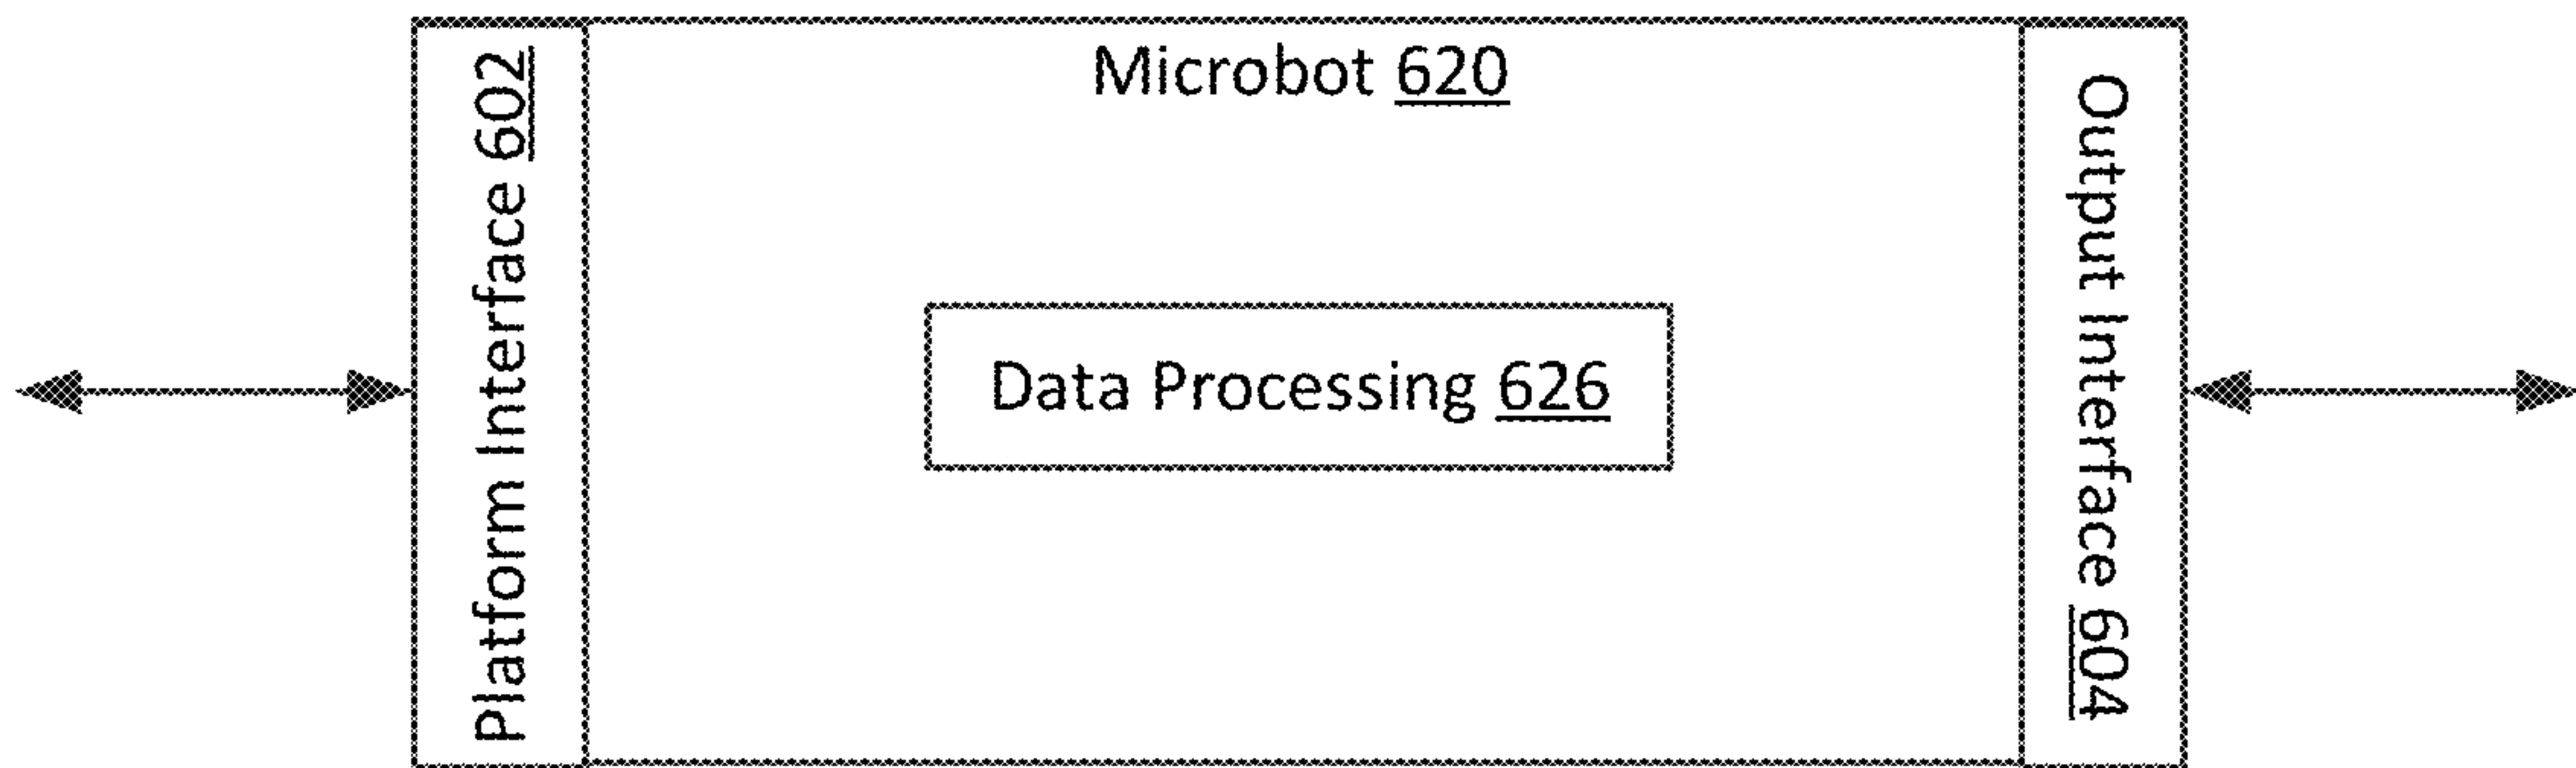 Platform Interface 602
Microbot 620
Data Processing 626
Output Interface 604